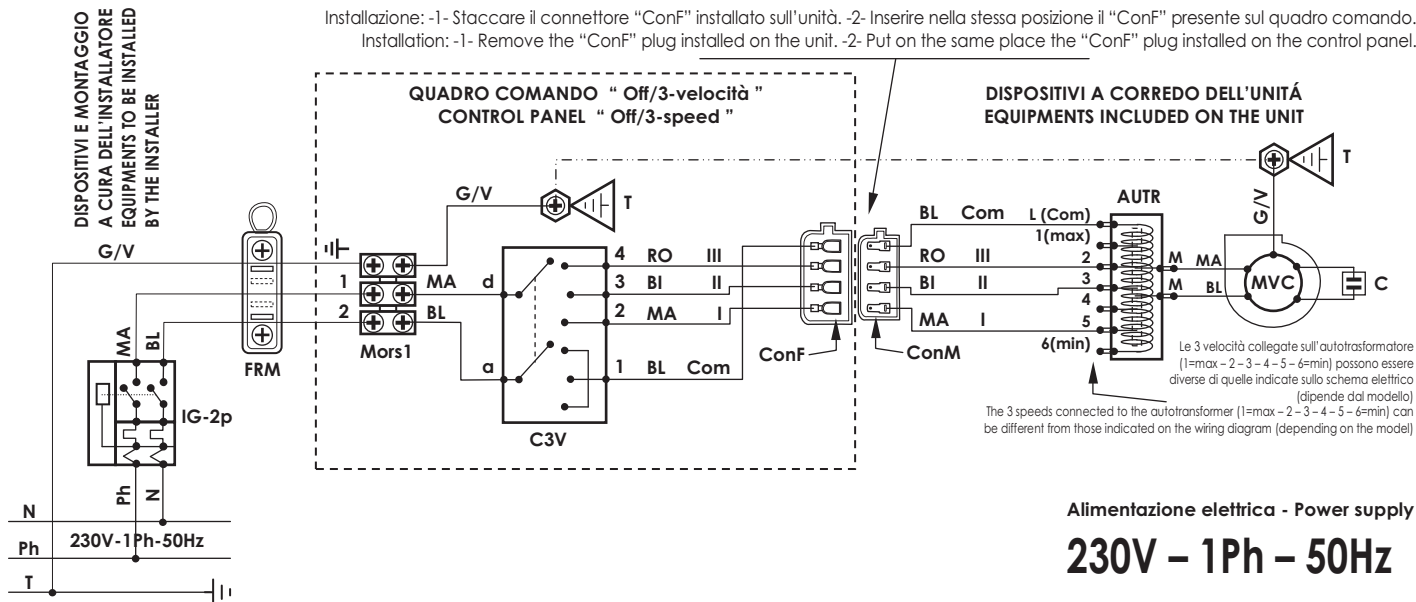 Installazione: -1- Staccare il connettore “ConF” installato sull’unità. -2- Inserire nella stessa posizione il “ConF” presente sul quadro comando.
Installation: -1- Remove the “ConF” plug installed on the unit. -2- Put on the same place the “ConF” plug installed on the control panel.
DISPOSITIVI E MONTAGGIO
A CURA DELL’INSTALLATORE
EQUIPMENTS TO BE INSTALLED
BY THE INSTALLER
QUADRO COMANDO “ Off/3-velocità ”
CONTROL PANEL “ Off/3-speed ”
DISPOSITIVI A CORREDO DELL’UNITÁ
EQUIPMENTS INCLUDED ON THE UNIT
G/V
FRM
1
2
Mors1
G/V
T
MA
BL
d
a
C3V
4 RO III
3 BI II
2 MA I
1 BL Com
ConF
ConM
BL Com
RO III
BI II
MA I
L (Com)
1(max)
2
3
4
5
6(min)
AUTR
M MA
M BL
G/V
T
MVC
C
MA
BL
IG-2p
Ph
N
N
230V-1Ph-50Hz
Ph
T
Le 3 velocità collegate sull’autotrasformatore
(1=max – 2 – 3 – 4 – 5 – 6=min) possono essere
diverse di quelle indicate sullo schema elettrico
(dipende dal modello)
The 3 speeds connected to the autotransformer (1=max – 2 – 3 – 4 – 5 – 6=min) can
be different from those indicated on the wiring diagram (depending on the model)
Alimentazione elettrica - Power supply
230V – 1Ph – 50Hz